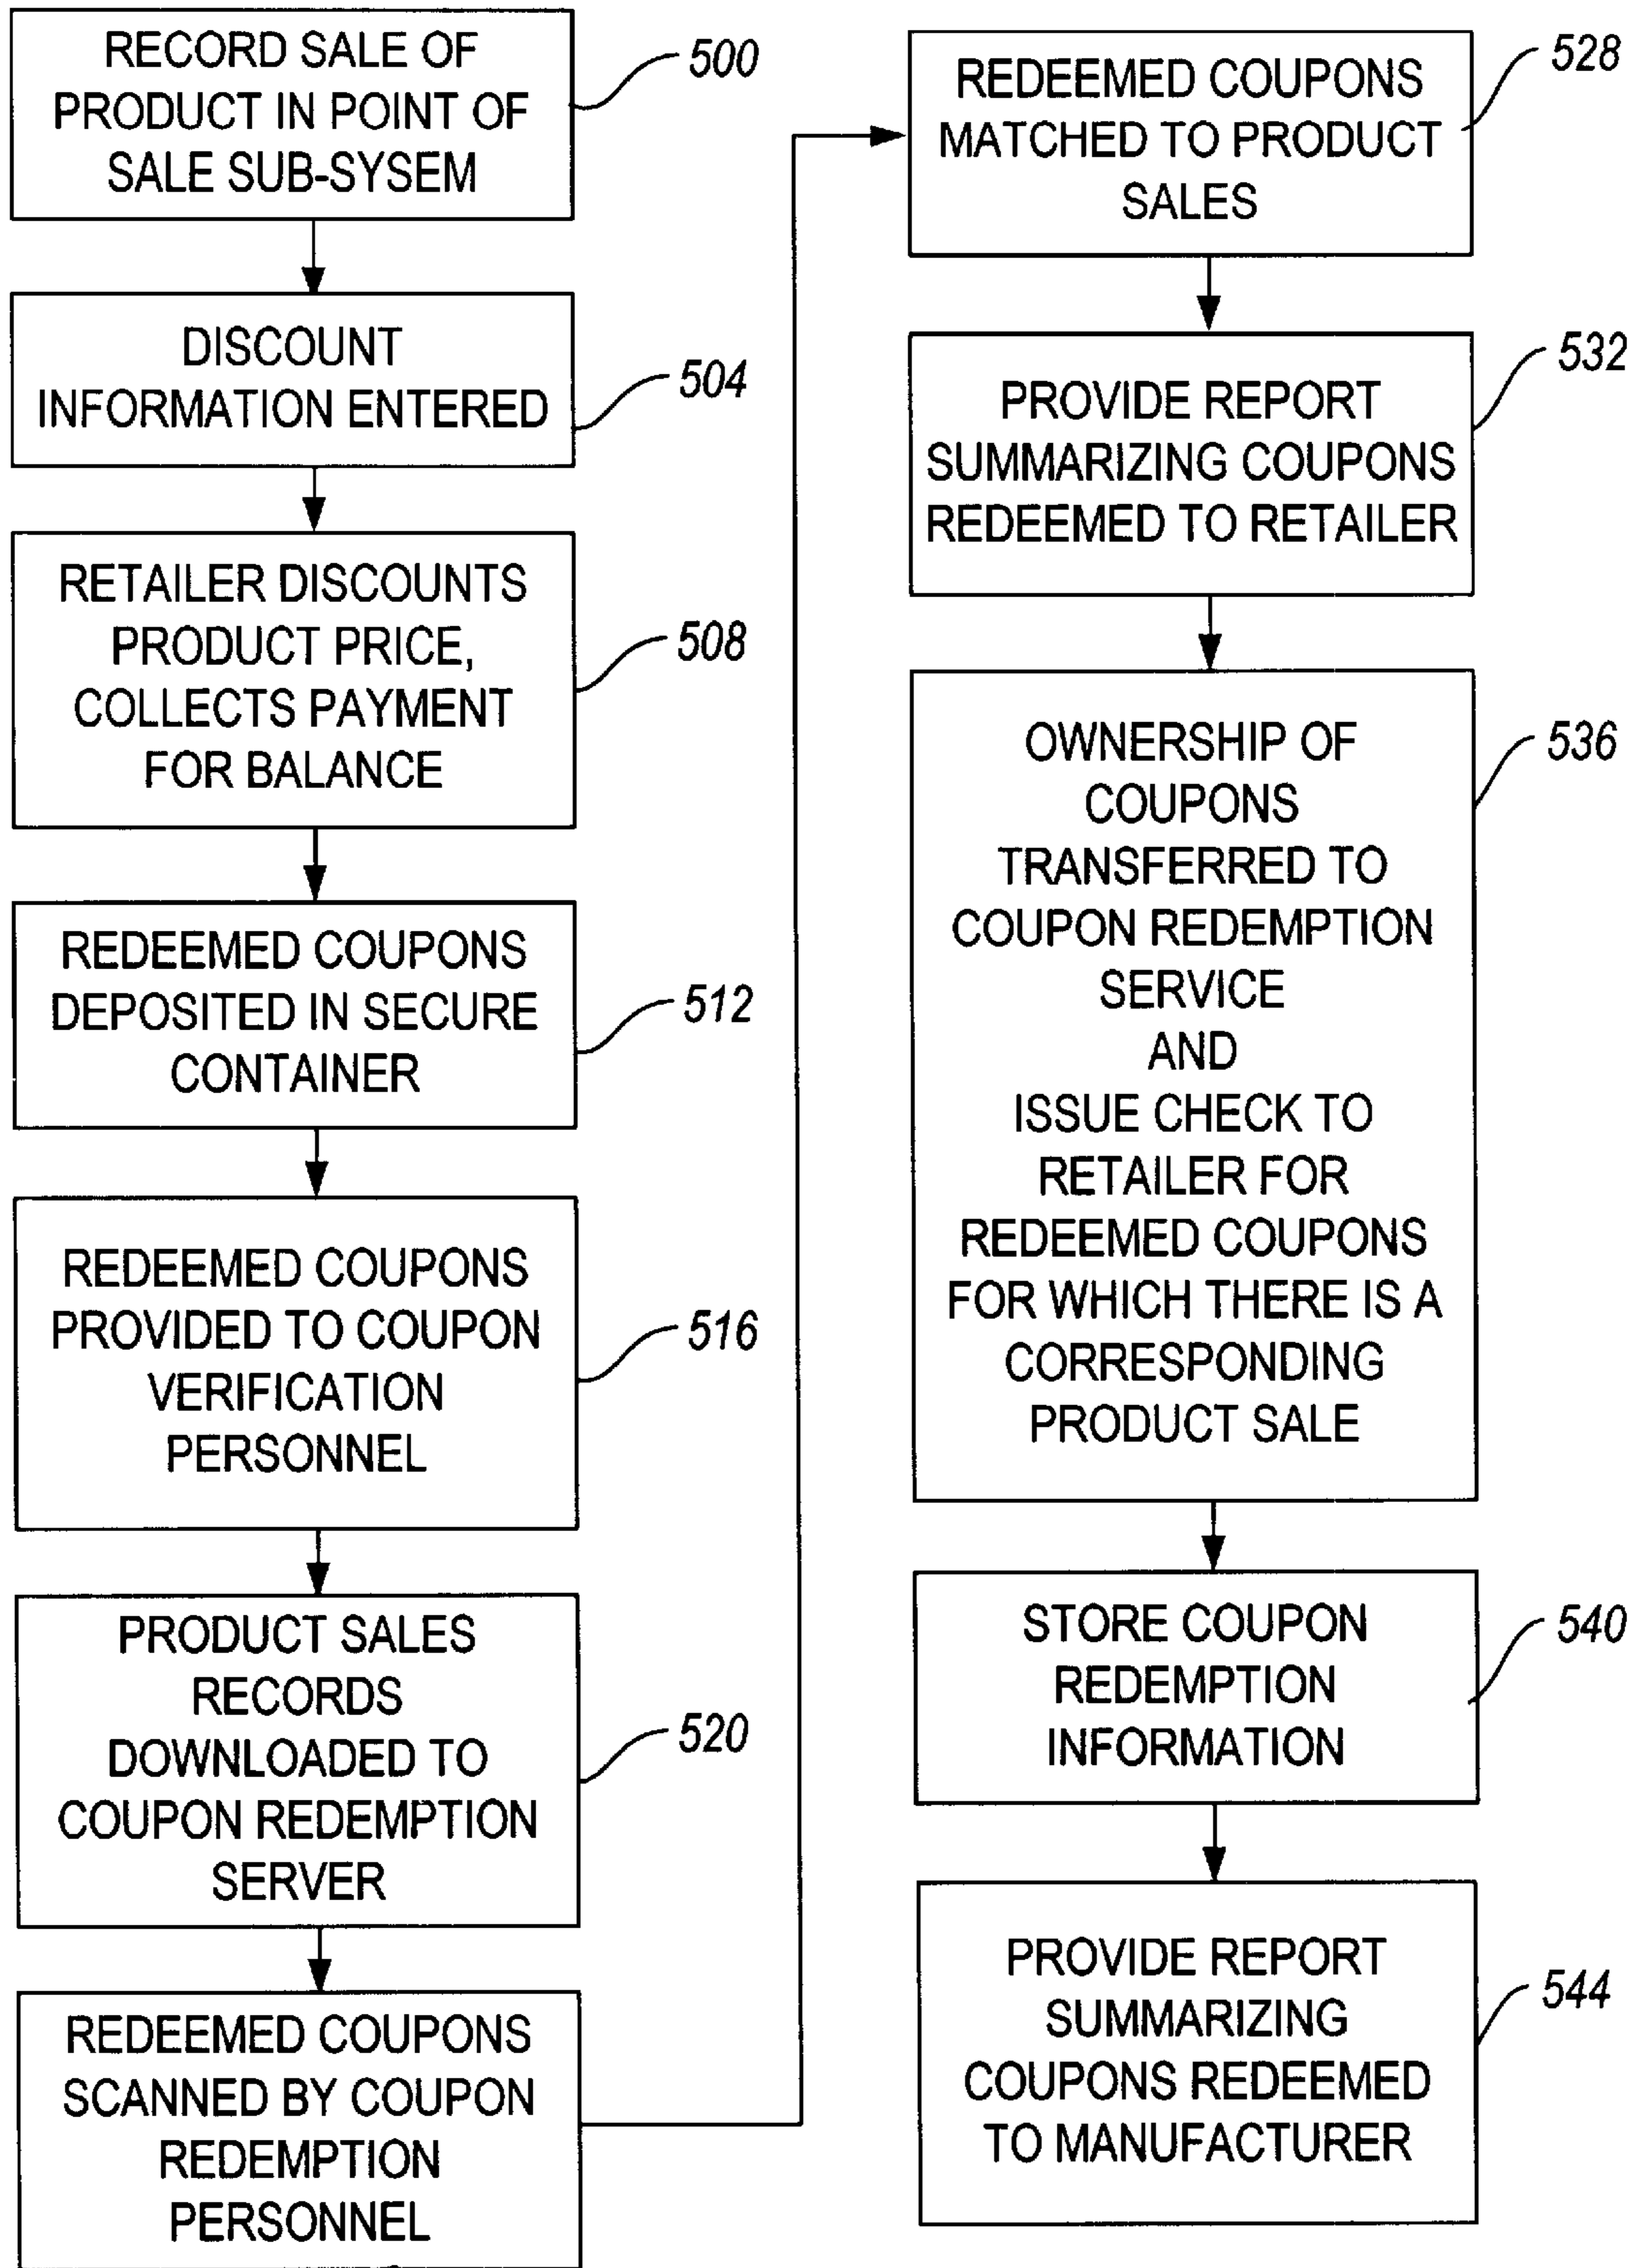 RECORD SALE OF
PRODUCT IN POINT OF
SALE SUB-SYSEM
500
DISCOUNT
INFORMATION ENTERED
504
RETAILER DISCOUNTS
PRODUCT PRICE,
COLLECTS PAYMENT
FOR BALANCE
508
REDEEMED COUPONS
DEPOSITED IN SECURE
CONTAINER
512
REDEEMED COUPONS
PROVIDED TO COUPON
VERIFICATION
PERSONNEL
516
PRODUCT SALES
RECORDS
DOWNLOADED TO
COUPON REDEMPTION
SERVER
520
REDEEMED COUPONS
SCANNED BY COUPON
REDEMPTION
PERSONNEL
REDEEMED COUPONS
MATCHED TO PRODUCT
SALES
528
PROVIDE REPORT
SUMMARIZING COUPONS
REDEEMED TO RETAILER
532
OWNERSHIP OF
COUPONS
TRANSFERRED TO
COUPON REDEMPTION
SERVICE
AND
ISSUE CHECK TO
RETAILER FOR
REDEEMED COUPONS
FOR WHICH THERE IS A
CORRESPONDING
PRODUCT SALE
536
STORE COUPON
REDEMPTION
INFORMATION
540
PROVIDE REPORT
SUMMARIZING
COUPONS REDEEMED
TO MANUFACTURER
544